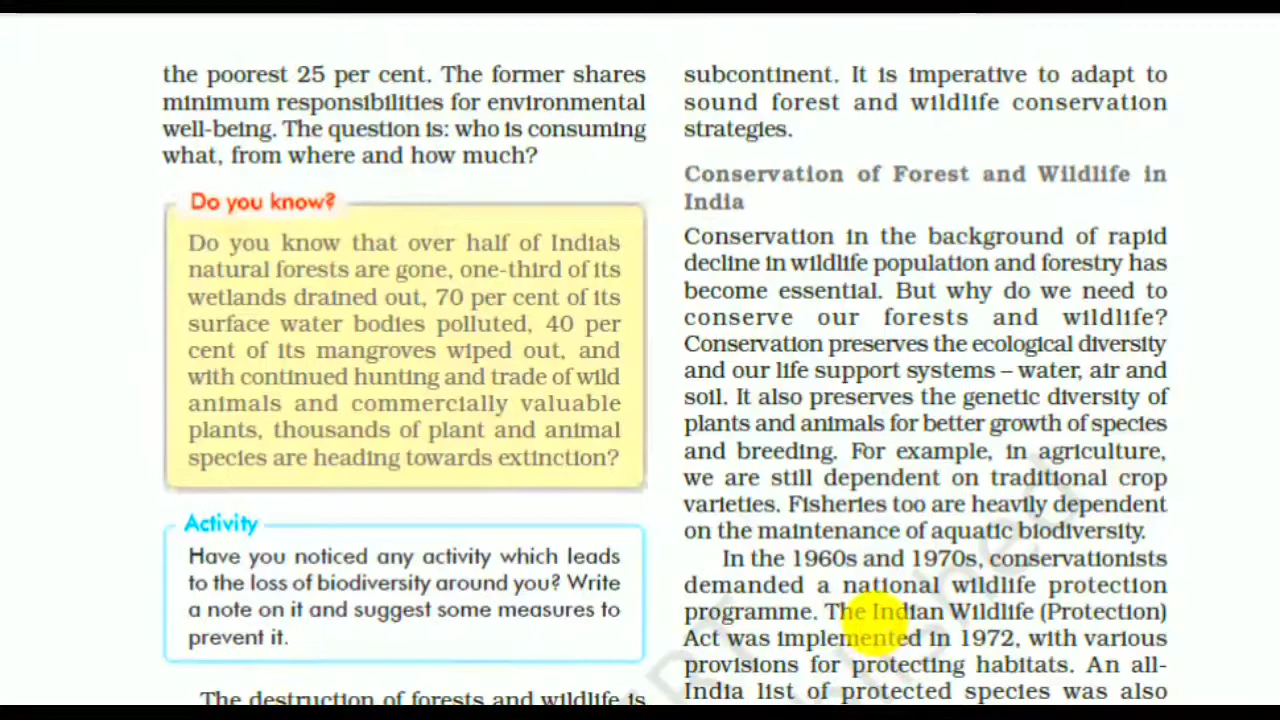 the poorest 25 per cent. The former shares
minimum responsibilities for environmental
well-being. The question is: who is consuming
what, from where and how much?
Do you know?
Do you know that over half of India's
natural forests are gone, one-third of its
wetlands drained out, 70 per cent of its
surface water bodies polluted, 40 per
cent of its mangroves wiped out, and
with continued hunting and trade of wild
animals and commercially valuable
plants, thousands of plant and animal
species are heading towards extinction?
Activity
Have you noticed any activity which leads
to the loss of biodiversity around you? Write
a note on it and suggest some measures to
prevent it.
The destruction of forests and wildlife is
subcontinent. It is imperative to adapt to
sound forest and wildlife conservation
strategies.
Conservation of Forest and Wildlife in
India
Conservation in the background of rapid
decline in wildlife population and forestry has
become essential. But why do we need to
conserve our forests and wildlife?
Conservation preserves the ecological diversity
and our life support systems – water, air and
soil. It also preserves the genetic diversity of
plants and animals for better growth of species
and breeding. For example, in agriculture,
we are still dependent on traditional crop
varieties. Fisheries too are heavily dependent
on the maintenance of aquatic biodiversity.
In the 1960s and 1970s, conservationists
demanded a national wildlife protection
programme. The Indian Wildlife (Protection)
Act was implemented in 1972, with various
provisions for protecting habitats. An all-
India list of protected species was also